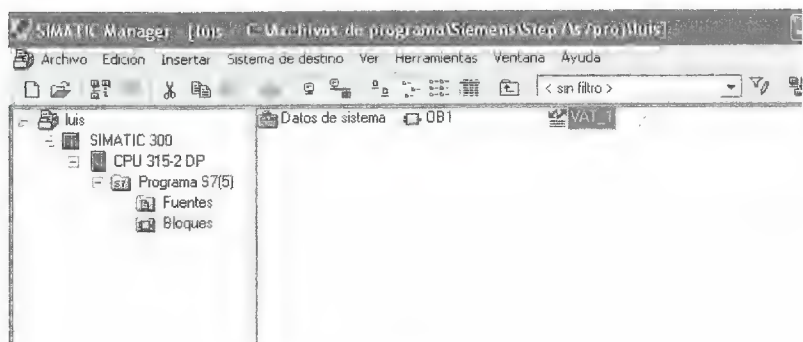 SIMATIC Manager [luis C:\Archivos de programa\Siemens\Step7\s7proj\luis]
Archivo Edición Insertar Sistema de destino Ver Herramientas Ventana Ayuda
< sin filtro >
luis
SIMATIC 300
CPU 315-2 DP
Programa S7(5)
Fuentes
Bloques
Datos de sistema OB1 VAT_1